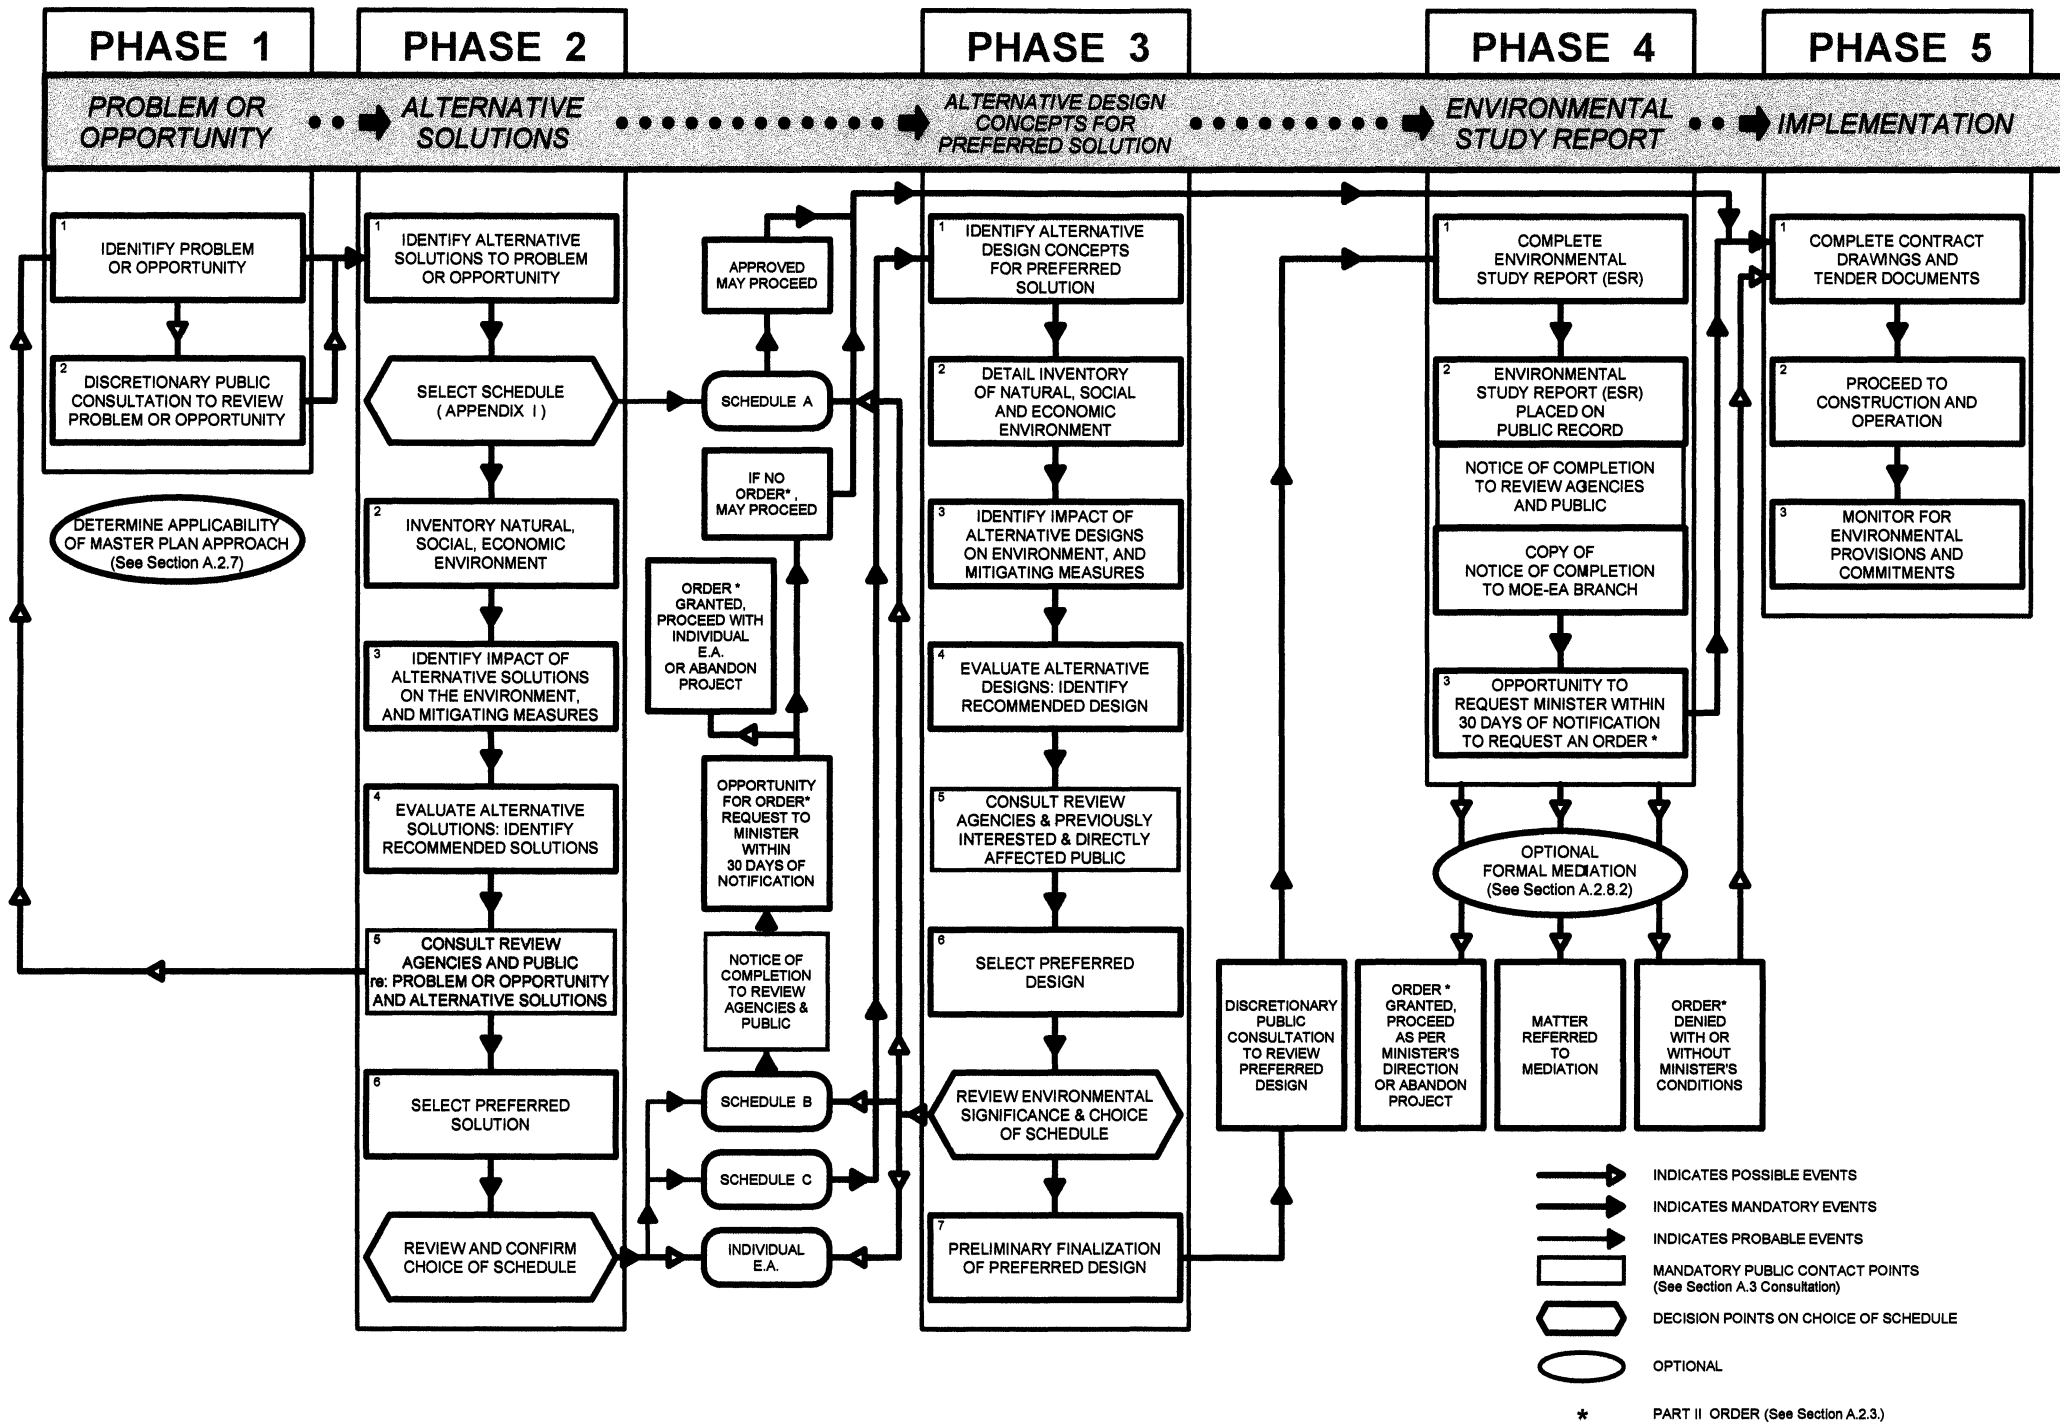 PHASE 1
PHASE 2
PHASE 3
PHASE 4
PHASE 5
PROBLEM OR
OPPORTUNITY
ALTERNATIVE
SOLUTIONS
ALTERNATIVE DESIGN
CONCEPTS FOR
PREFERRED SOLUTION
ENVIRONMENTAL
STUDY REPORT
IMPLEMENTATION
1
IDENTIFY PROBLEM
OR OPPORTUNITY
2
DISCRETIONARY PUBLIC
CONSULTATION TO REVIEW
PROBLEM OR OPPORTUNITY
DETERMINE APPLICABILITY
OF MASTER PLAN APPROACH
(See Section A.2.7)
1
IDENTIFY ALTERNATIVE
SOLUTIONS TO PROBLEM
OR OPPORTUNITY
SELECT SCHEDULE
( APPENDIX I )
2
INVENTORY NATURAL,
SOCIAL, ECONOMIC
ENVIRONMENT
3
IDENTIFY IMPACT OF
ALTERNATIVE SOLUTIONS
ON THE ENVIRONMENT,
AND MITIGATING MEASURES
4
EVALUATE ALTERNATIVE
SOLUTIONS: IDENTIFY
RECOMMENDED SOLUTIONS
5
CONSULT REVIEW
AGENCIES AND PUBLIC
re: PROBLEM OR OPPORTUNITY
AND ALTERNATIVE SOLUTIONS
6
SELECT PREFERRED
SOLUTION
REVIEW AND CONFIRM
CHOICE OF SCHEDULE
APPROVED
MAY PROCEED
SCHEDULE A
IF NO
ORDER*,
MAY PROCEED
ORDER *
GRANTED,
PROCEED WITH
INDIVIDUAL
E.A.
OR ABANDON
PROJECT
OPPORTUNITY
FOR ORDER*
REQUEST TO
MINISTER
WITHIN
30 DAYS OF
NOTIFICATION
NOTICE OF
COMPLETION
TO REVIEW
AGENCIES &
PUBLIC
SCHEDULE B
SCHEDULE C
INDIVIDUAL
E.A.
1
IDENTIFY ALTERNATIVE
DESIGN CONCEPTS
FOR PREFERRED
SOLUTION
2
DETAIL INVENTORY
OF NATURAL, SOCIAL
AND ECONOMIC
ENVIRONMENT
3
IDENTIFY IMPACT OF
ALTERNATIVE DESIGNS
ON ENVIRONMENT, AND
MITIGATING MEASURES
4
EVALUATE ALTERNATIVE
DESIGNS: IDENTIFY
RECOMMENDED DESIGN
5
CONSULT REVIEW
AGENCIES & PREVIOUSLY
INTERESTED & DIRECTLY
AFFECTED PUBLIC
6
SELECT PREFERRED
DESIGN
REVIEW ENVIRONMENTAL
SIGNIFICANCE & CHOICE
OF SCHEDULE
7
PRELIMINARY FINALIZATION
OF PREFERRED DESIGN
DISCRETIONARY
PUBLIC
CONSULTATION
TO REVIEW
PREFERRED
DESIGN
1
COMPLETE
ENVIRONMENTAL
STUDY REPORT (ESR)
2
ENVIRONMENTAL
STUDY REPORT (ESR)
PLACED ON
PUBLIC RECORD
NOTICE OF COMPLETION
TO REVIEW AGENCIES
AND PUBLIC
COPY OF
NOTICE OF COMPLETION
TO MOE-EA BRANCH
3
OPPORTUNITY TO
REQUEST MINISTER WITHIN
30 DAYS OF NOTIFICATION
TO REQUEST AN ORDER *
OPTIONAL
FORMAL MEDIATION
(See Section A.2.8.2)
ORDER *
GRANTED,
PROCEED
AS PER
MINISTER'S
DIRECTION
OR ABANDON
PROJECT
MATTER
REFERRED
TO
MEDIATION
ORDER*
DENIED
WITH OR
WITHOUT
MINISTER'S
CONDITIONS
1
COMPLETE CONTRACT
DRAWINGS AND
TENDER DOCUMENTS
2
PROCEED TO
CONSTRUCTION AND
OPERATION
3
MONITOR FOR
ENVIRONMENTAL
PROVISIONS AND
COMMITMENTS
INDICATES POSSIBLE EVENTS
INDICATES MANDATORY EVENTS
INDICATES PROBABLE EVENTS
MANDATORY PUBLIC CONTACT POINTS
(See Section A.3 Consultation)
DECISION POINTS ON CHOICE OF SCHEDULE
OPTIONAL
* PART II ORDER (See Section A.2.3.)